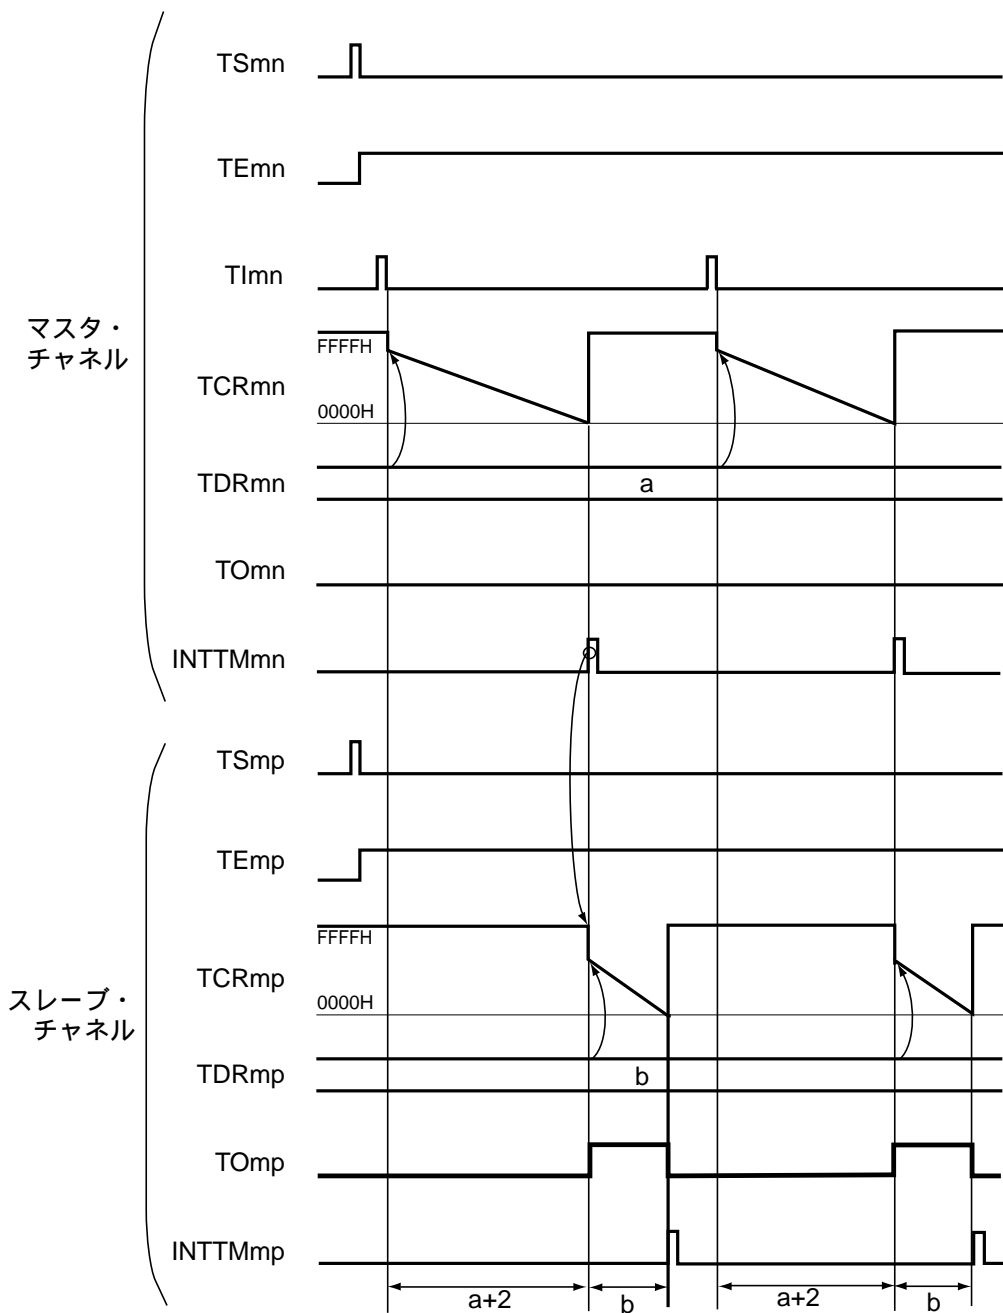 TSmn
TEmn
TImn
マスタ・
チャネル
FFFFH
TCRmn
0000H
TDRmn
a
TOmn
INTTMmn
TSmp
TEmp
スレーブ・
チャネル
FFFFH
TCRmp
0000H
TDRmp
b
TOmp
INTTMmp
a+2
b
a+2
b